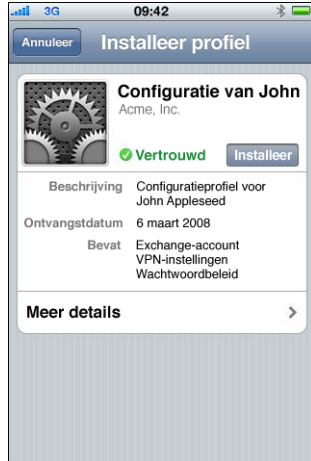 3G 09:42
Annuleer Installeer profiel
Configuratie van John
Acme, Inc.
Vertrouwd Installeer
Beschrijving Configuratieprofiel voor
John Appleseed
Ontvangstdatum 6 maart 2008
Bevat Exchange-account
VPN-instellingen
Wachtwoordbeleid
Meer details